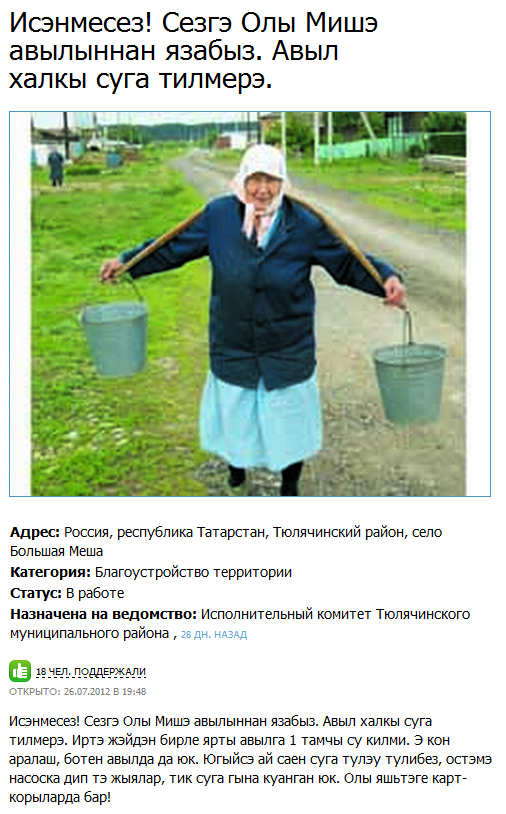 Исэнмесез! Сезгэ Олы Мишэ
авылыннан язабыз. Авыл
халкы суга тилмерэ.
Адрес: Россия, республика Татарстан, Тюлячинский район, село
Большая Меша
Категория: Благоустройство территории
Статус: В работе
Назначена на ведомство: Исполнительный комитет Тюлячинского
муниципального района , 28 ДН. НАЗАД
18 ЧЕЛ. ПОДДЕРЖАЛИ
ОТКРЫТО: 26.07.2012 В 19:48
Исэнмесез! Сезгэ Олы Мишэ авылыннан язабыз. Авыл халкы суга
тилмерэ. Иртэ жэйдэн бирле ярты авылга 1 тамчы су килми. Э кон
аралаш, ботен авылда да юк. Югыйсэ ай саен суга тулэу тулибез, остэмэ
насоска дип тэ жыялар, тик суга гына куанган юк. Олы яшьтэге карт-
корыларда бар!